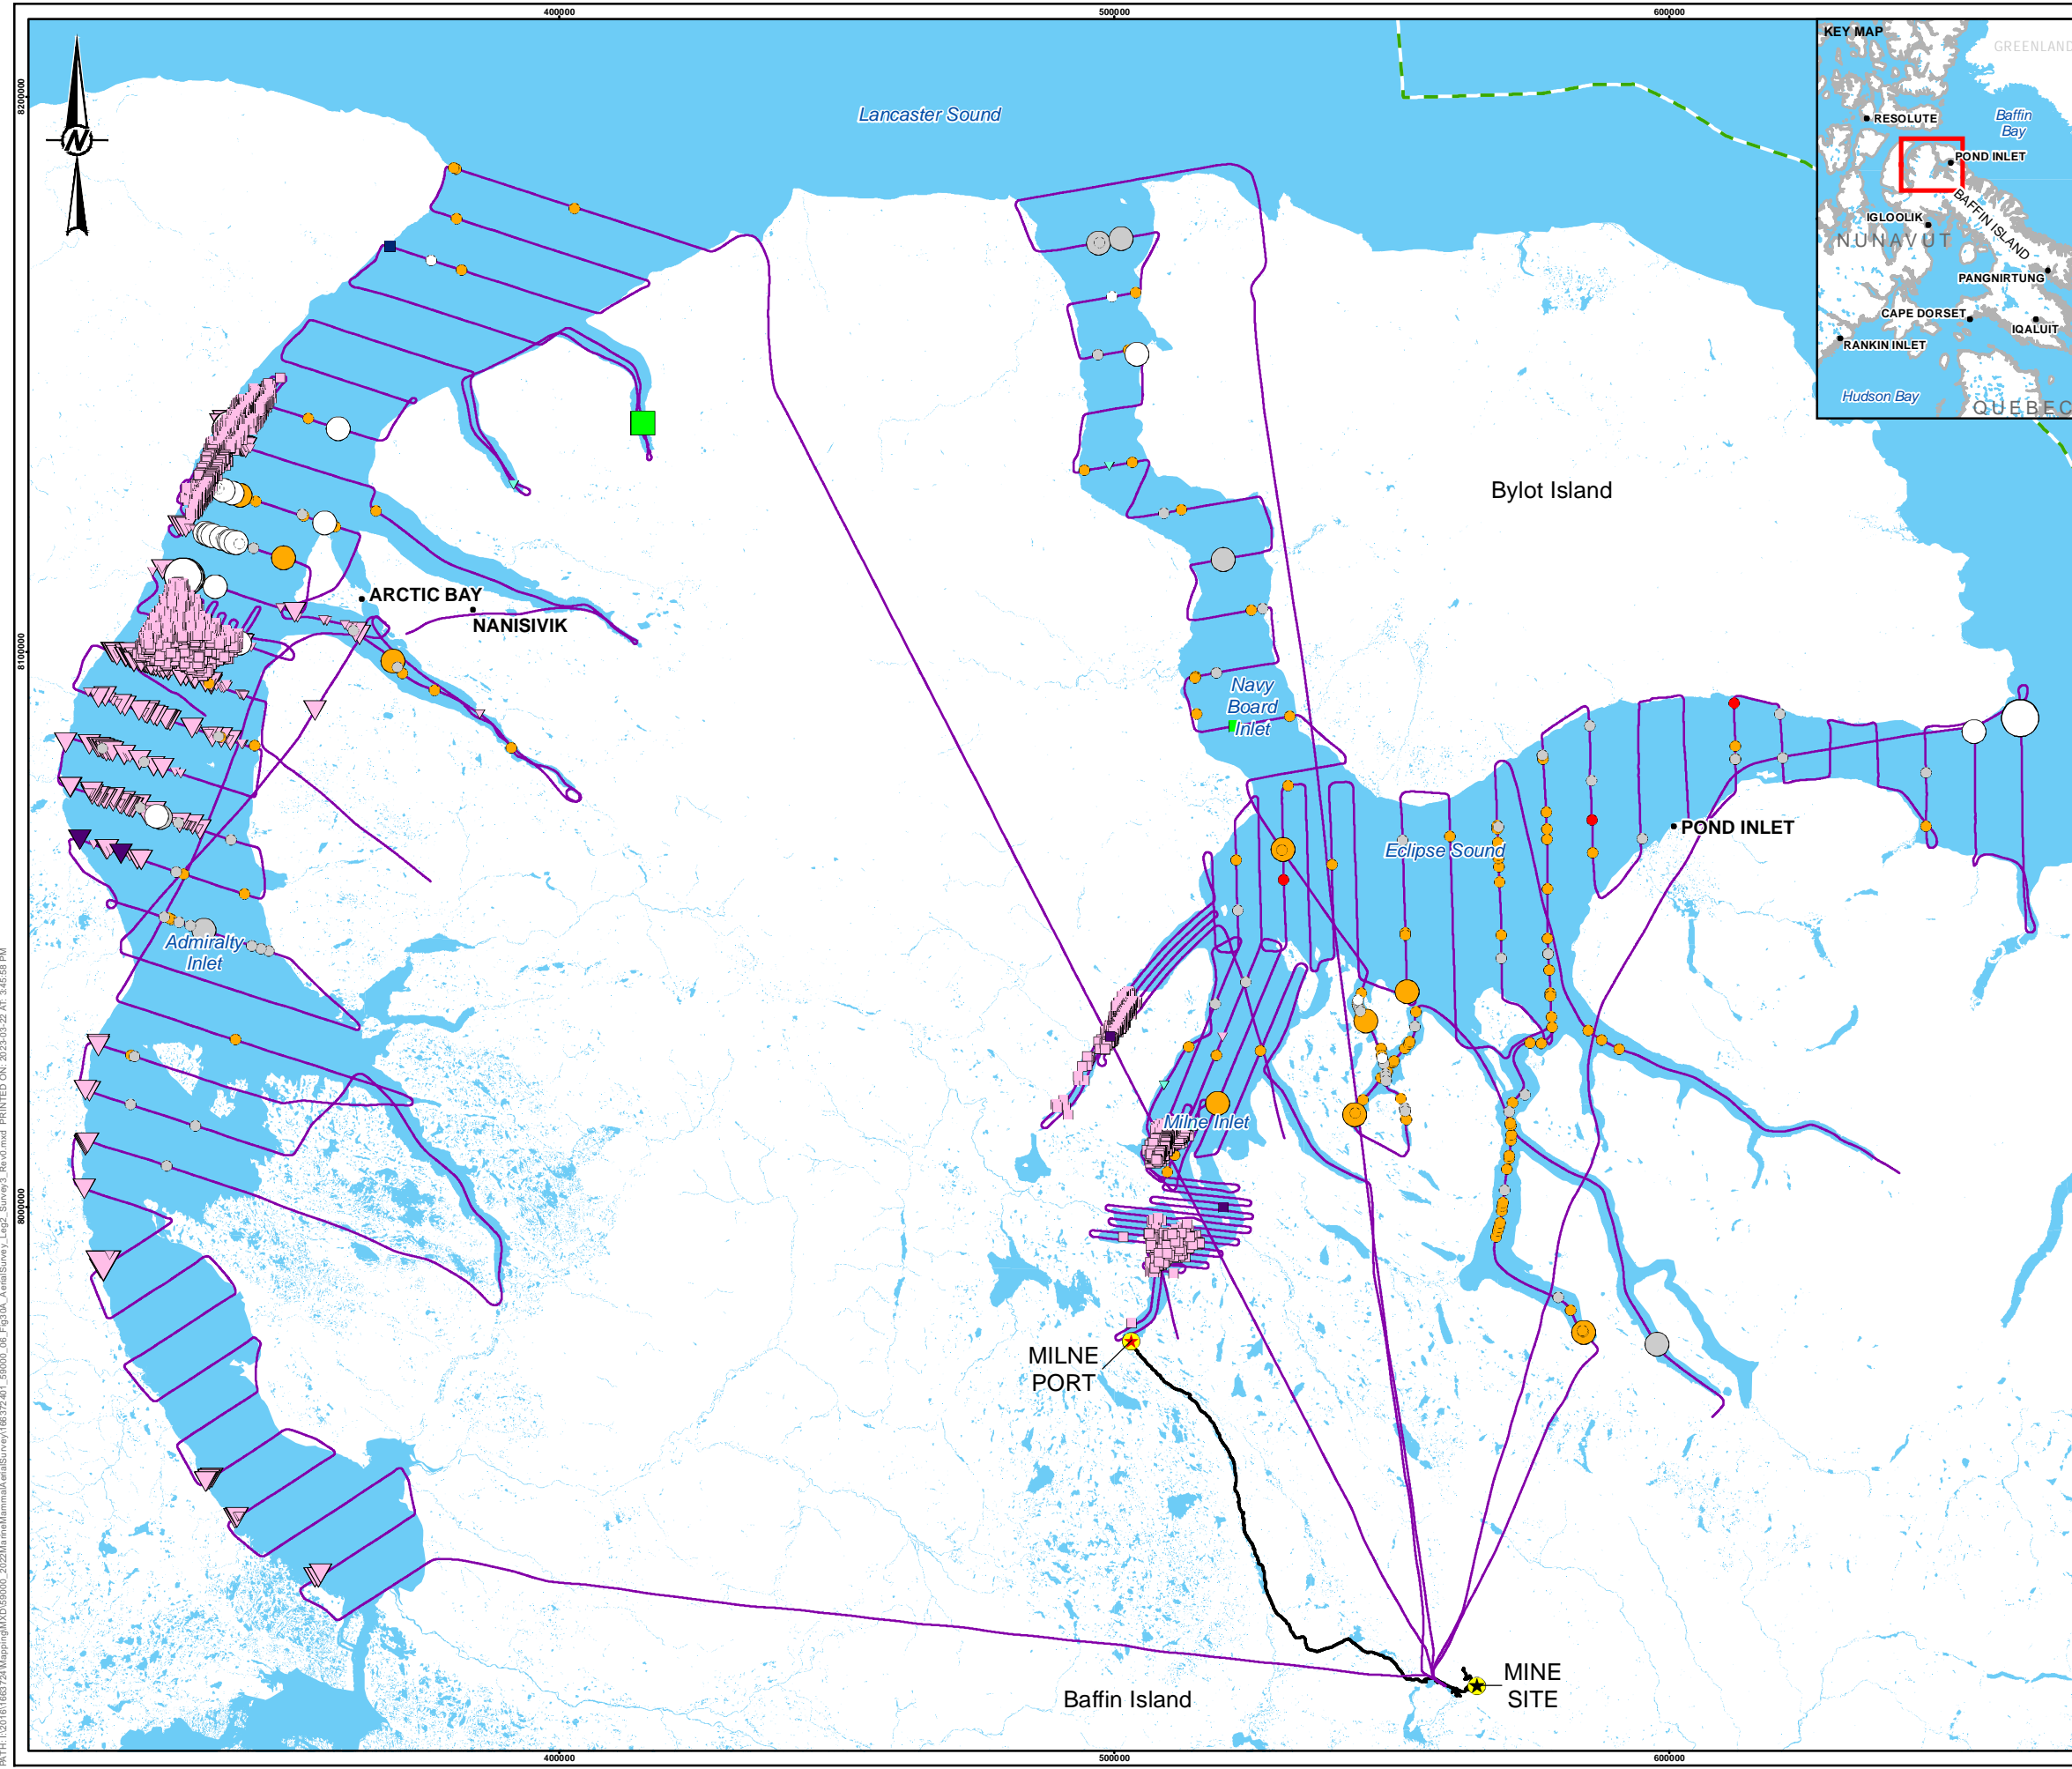 400000
500000
600000
8200000
N
Lancaster Sound
KEY MAP
GREENLAND
RESOLUTE
Baffin
Bay
POND INLET
BAFFIN ISLAND
IGLOOLIK
NUNAVUT
PANGNIRTUNG
CAPE DORSET
IQALUIT
RANKIN INLET
Hudson Bay
QUEBEC
Bylot Island
ARCTIC BAY
NANISIVIK
8100000
Navy
Board
Inlet
POND INLET
Eclipse Sound
Admiralty
Inlet
Milne Inlet
8000000
MILNE
PORT
MINE
SITE
Baffin Island
400000
500000
600000